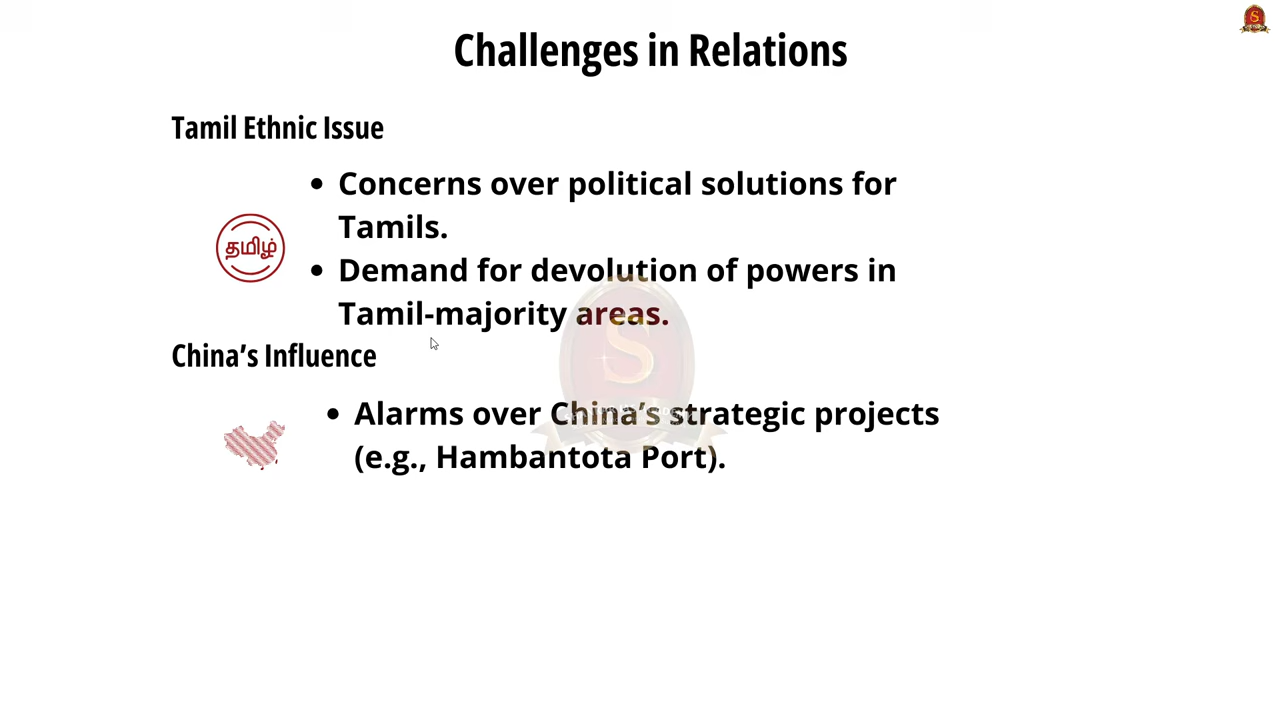 Challenges in Relations
Tamil Ethnic Issue
• Concerns over political solutions for
Tamils.
• Demand for devolution of powers in
Tamil-majority areas.
தமிழ்
China’s Influence
• Alarms over China’s strategic projects
(e.g., Hambantota Port).
S
S